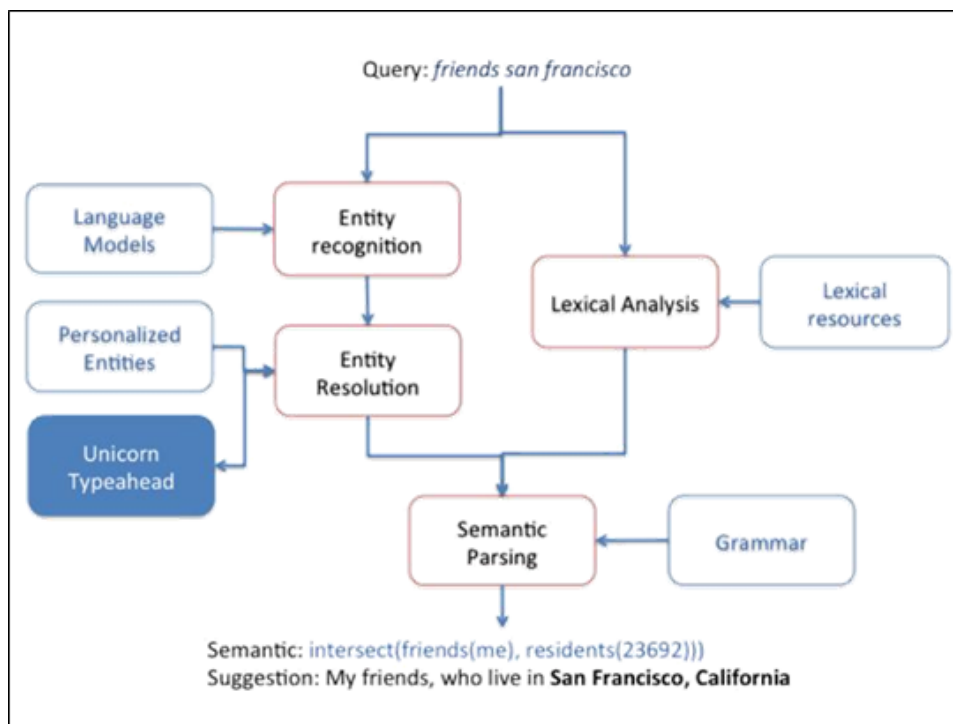 Query: friends san francisco
Language
Models
Entity
recognition
Lexical Analysis
Lexical
resources
Personalized
Entities
Entity
Resolution
Unicorn
Typeahead
Semantic
Parsing
Grammar
Semantic: intersect(friends(me), residents(23692)))
Suggestion: My friends, who live in San Francisco, California